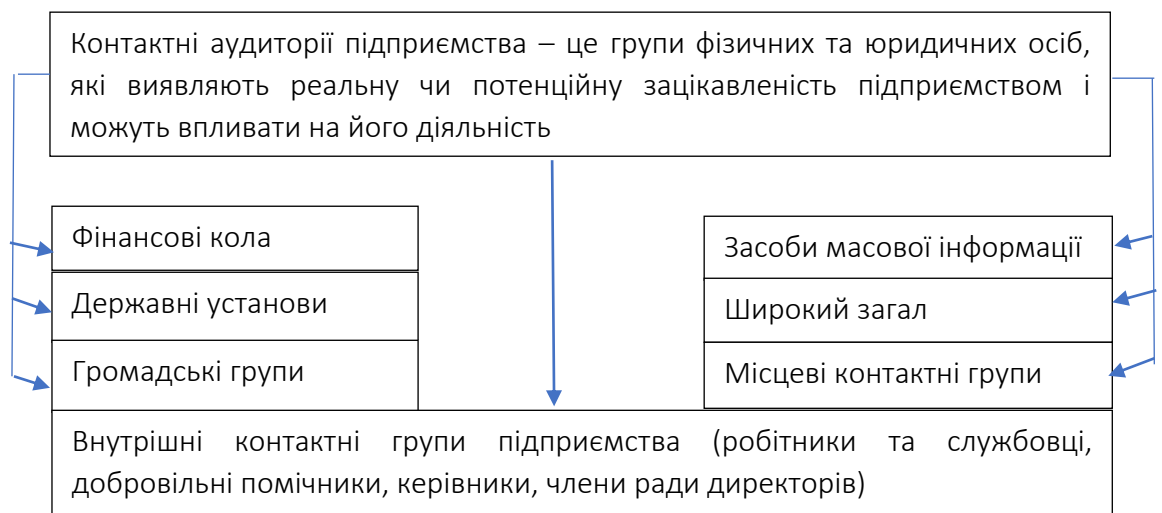 Контактні аудиторії підприємства – це групи фізичних та юридичних осіб,
які виявляють реальну чи потенційну зацікавленість підприємством і
можуть впливати на його діяльність
Фінансові кола
Державні установи
Громадські групи
Засоби масової інформації
Широкий загал
Місцеві контактні групи
Внутрішні контактні групи підприємства (робітники та службовці,
добровільні помічники, керівники, члени ради директорів)